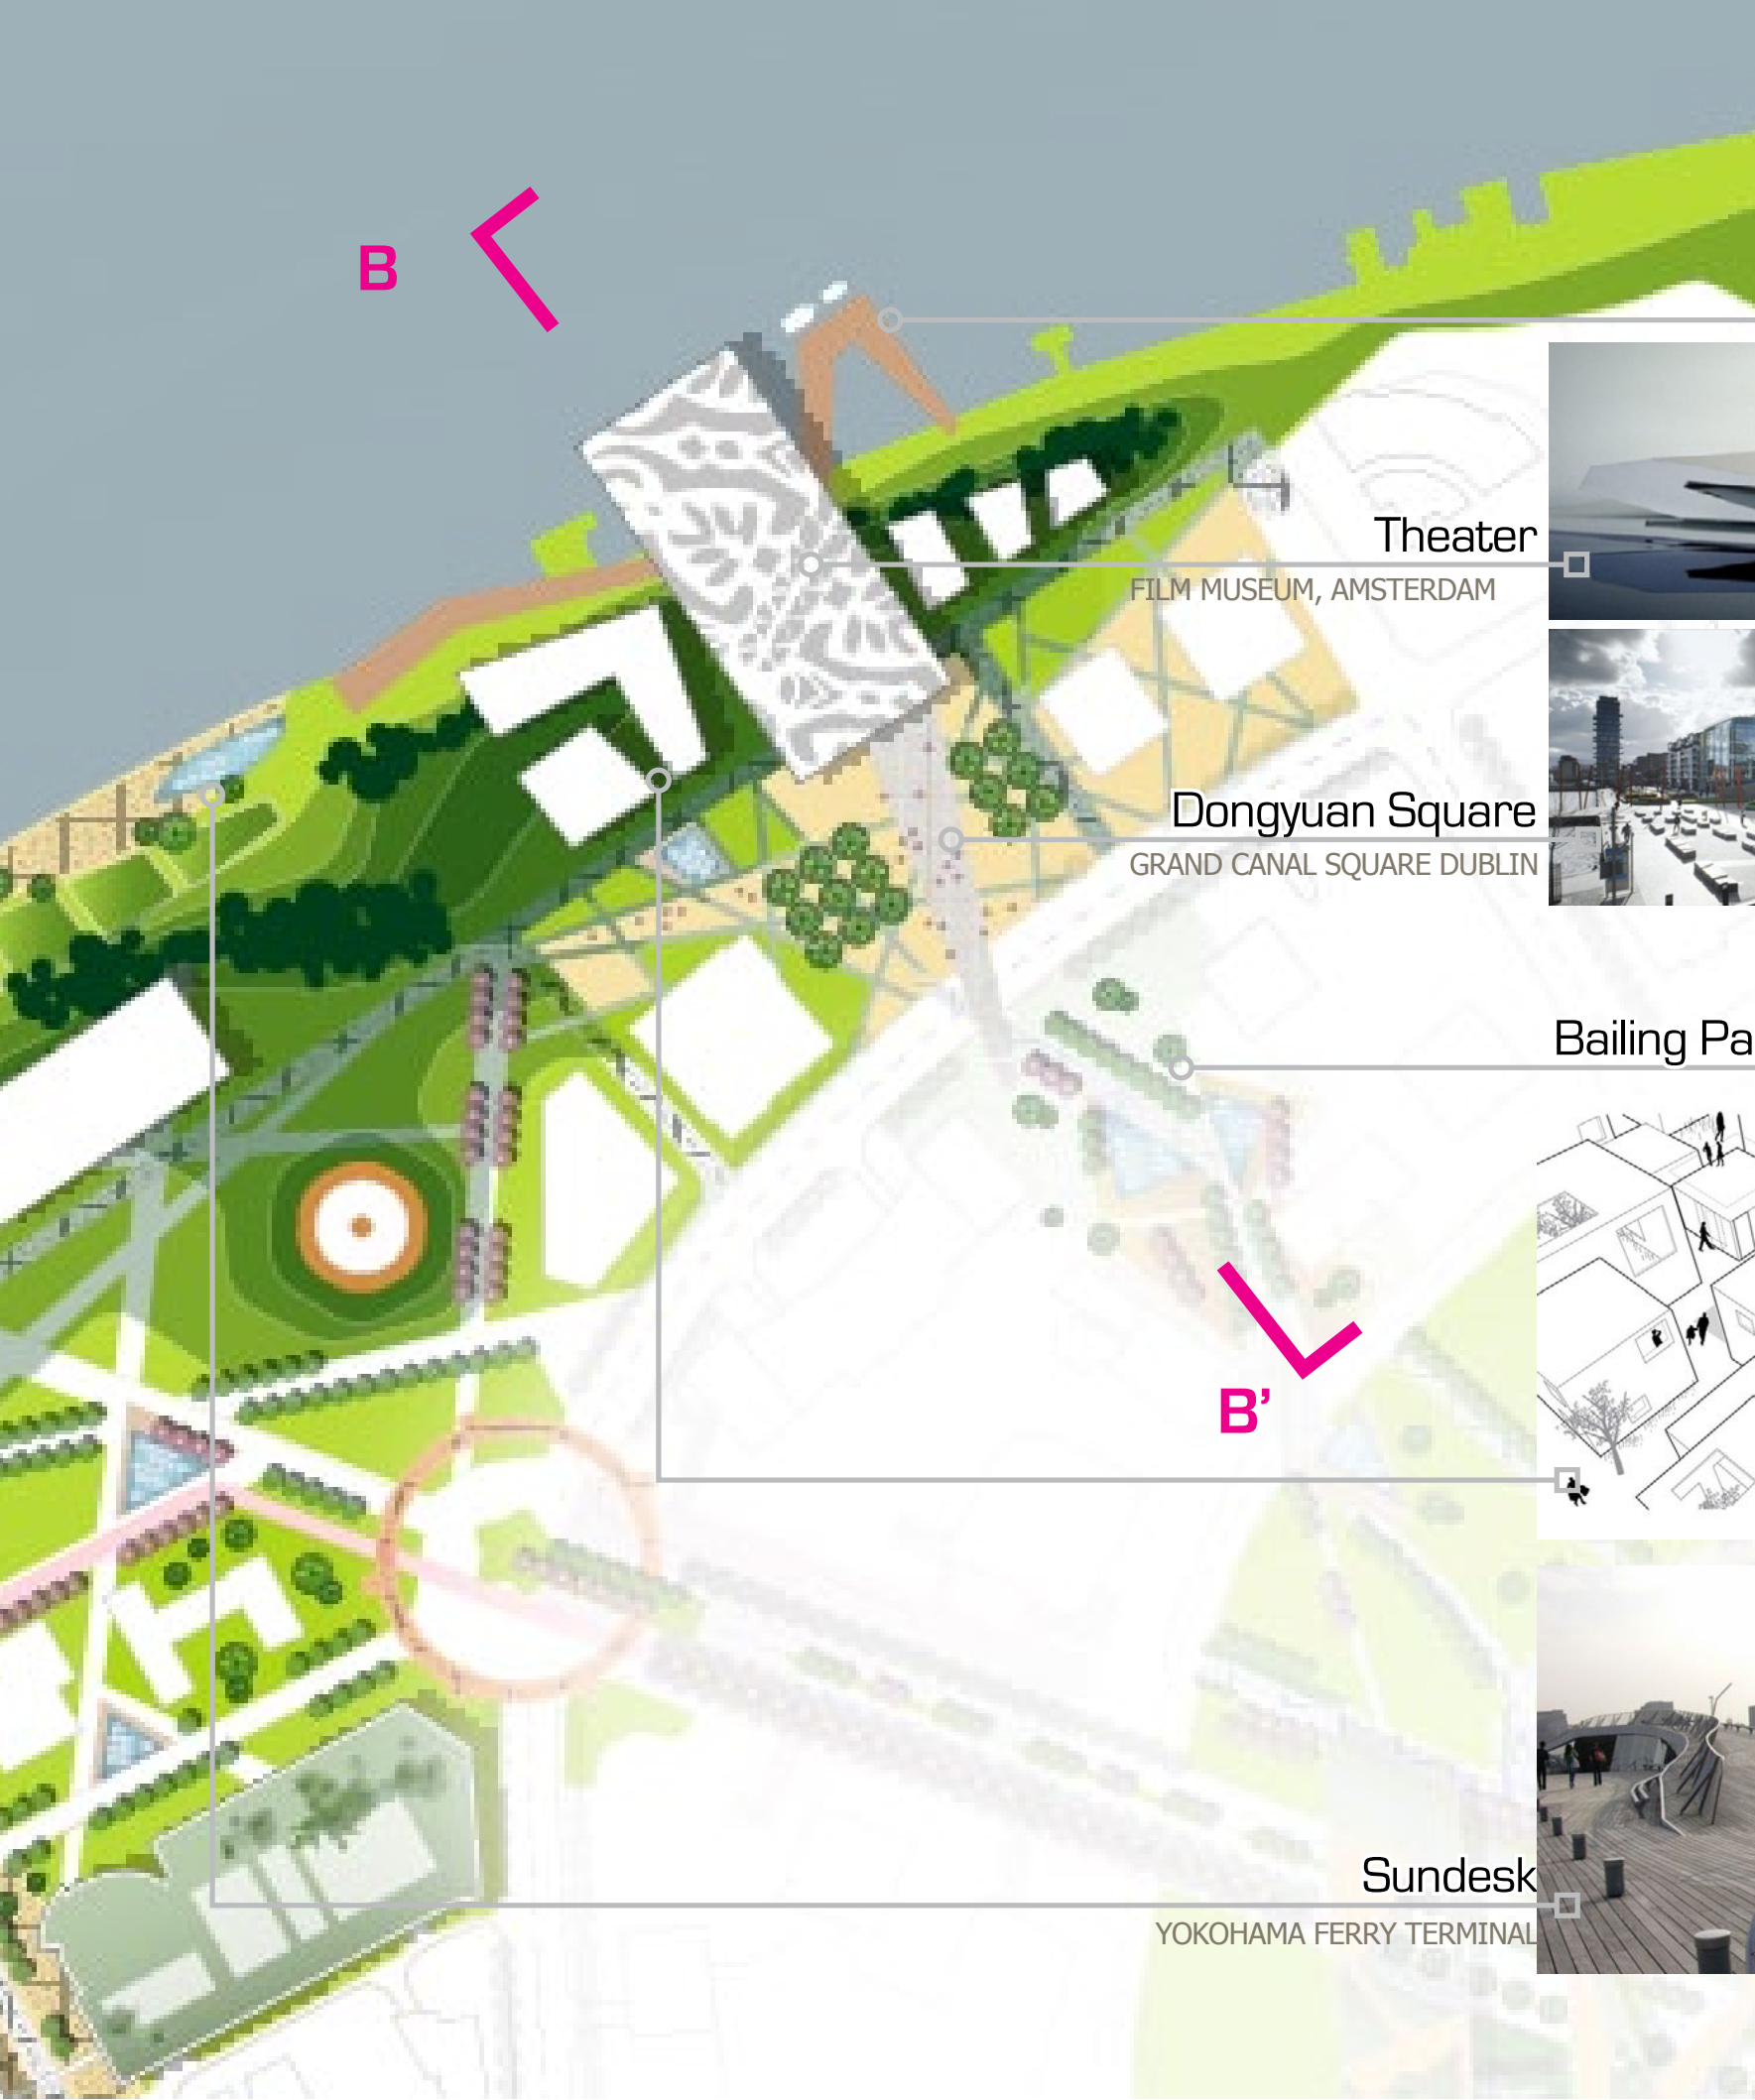 B
Theater
FILM MUSEUM, AMSTERDAM
Dongyuan Square
GRAND CANAL SQUARE DUBLIN
Bailing Pa
B’
Sundesk
YOKOHAMA FERRY TERMINAL